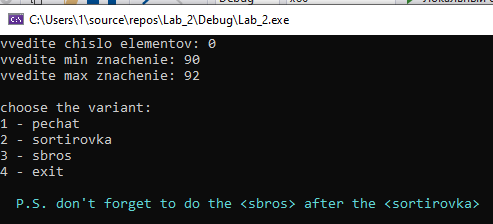 C:\Users\1\source\repos\Lab_2\Debug\Lab_2.exe
vvedite chislo elementov: 0
vvedite min znachenie: 90
vvedite max znachenie: 92
choose the variant:
1 - pechat
2 - sortirovka
3 - sbros
4 - exit
P.S. don't forget to do the <sbros> after the <sortirovka>